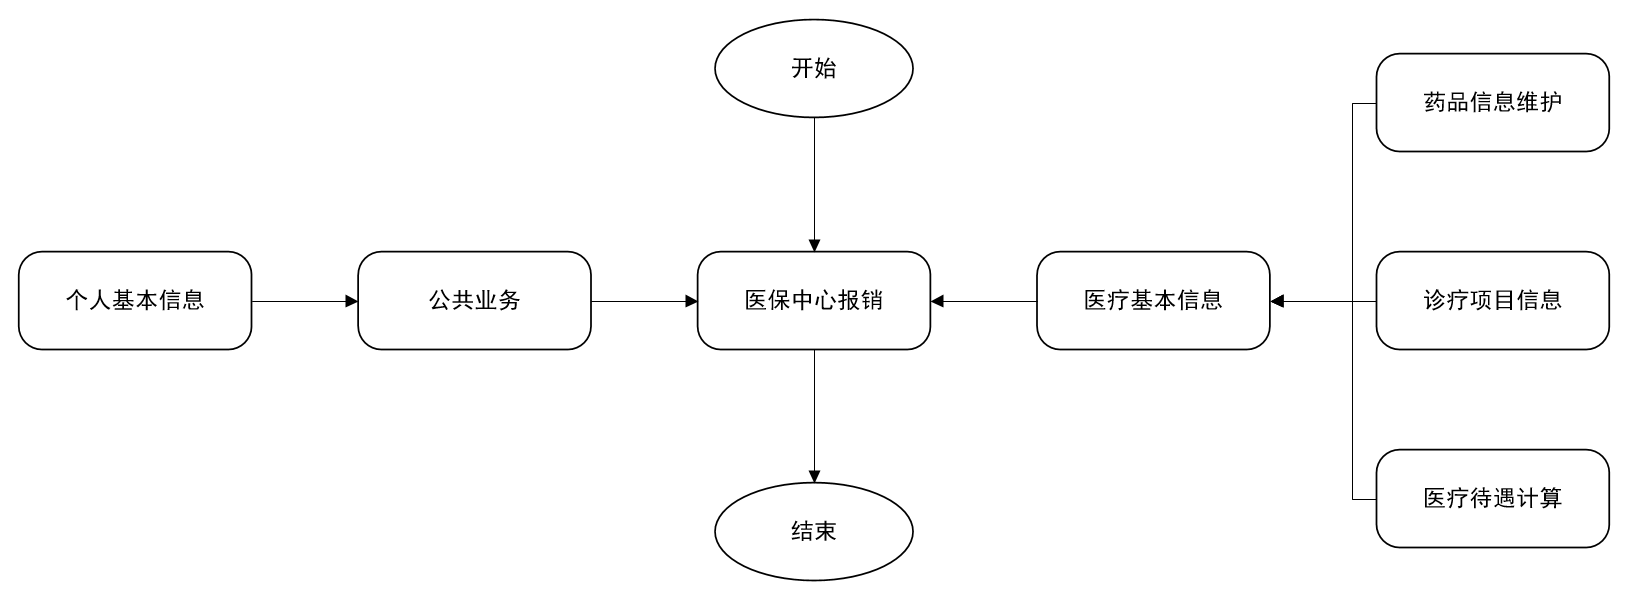 开始
药品信息维护
个人基本信息
公共业务
医保中心报销
医疗基本信息
诊疗项目信息
医疗待遇计算
结束